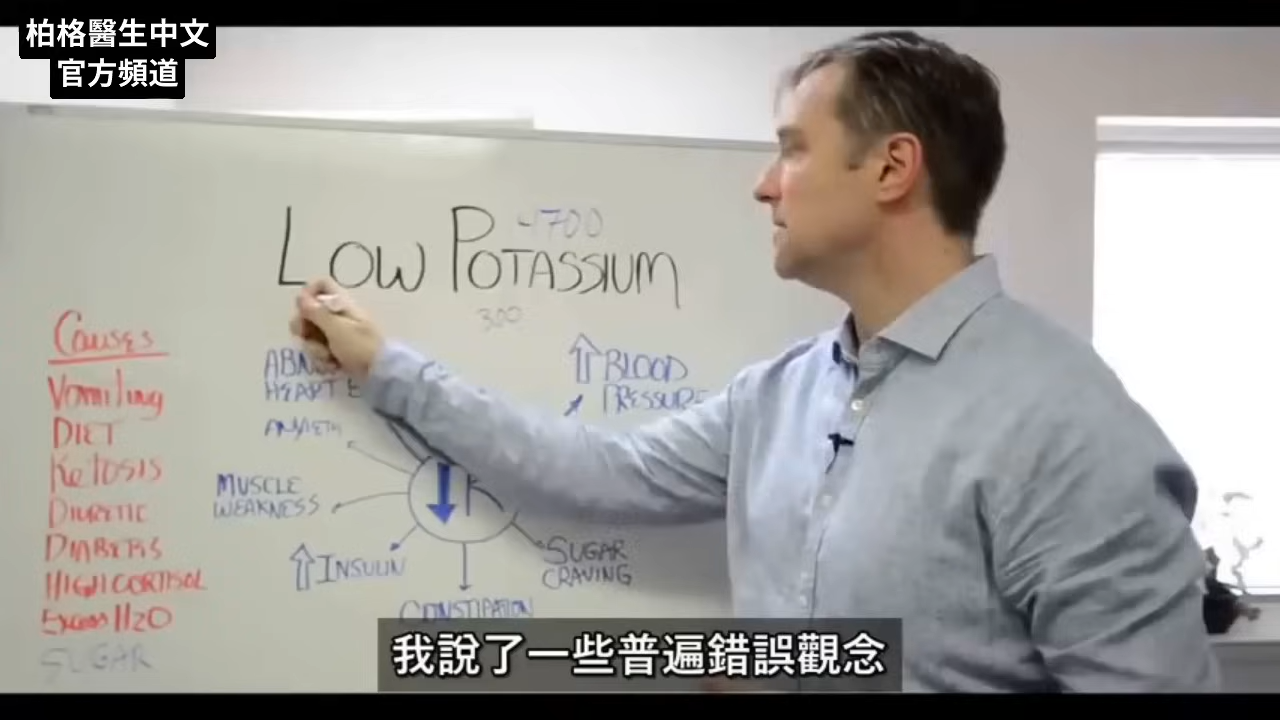 柏格醫生中文
官方頻道
LOW POTASSIUM
4700
300
Causes
Vomiting
DIET
Ketosis
DIURETIC
DIABETES
HIGH CORTISOL
Excess H2O
SUGAR
HEART
ANXIETY
MUSCLE
WEAKNESS
INSULIN
CONSTIPATION
SUGAR
CRAVING
BLOOD
PRESSURE
K
我說了一些普遍錯誤觀念